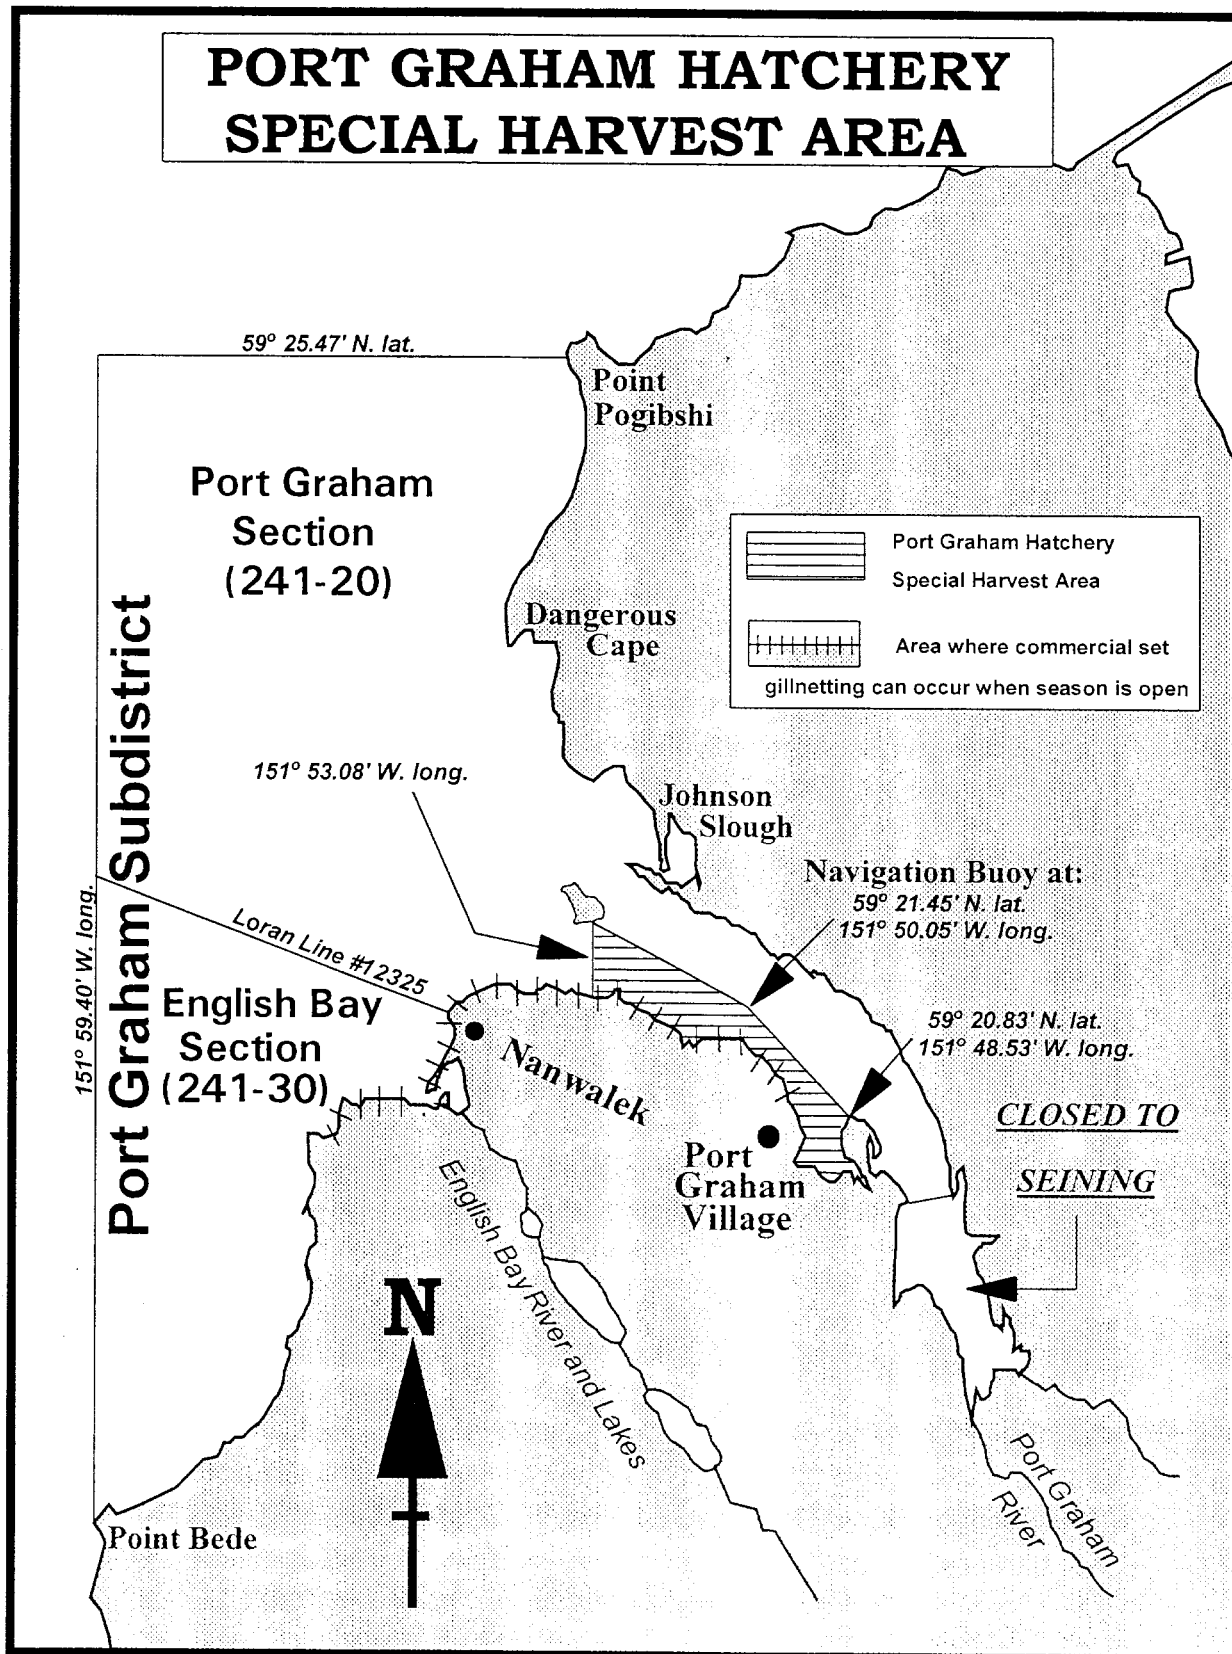 PORT GRAHAM HATCHERY
SPECIAL HARVEST AREA
59° 25.47' N. lat.
Point
Pogibshi
Port Graham
Section
(241-20)
Port Graham Hatchery
Special Harvest Area
Area where commercial set
gillnetting can occur when season is open
Dangerous
Cape
Port Graham Subdistrict
151° 53.08' W. long.
Johnson
Slough
Navigation Buoy at:
59° 21.45' N. lat.
151° 50.05' W. long.
151° 59.40' W. long.
Loran Line #12325
English Bay
Section
(241-30)
59° 20.83' N. lat.
151° 48.53' W. long.
Nanwalek
CLOSED TO
SEINING
Port
Graham
Village
English Bay River and Lakes
N
Port Graham
River
Point Bede